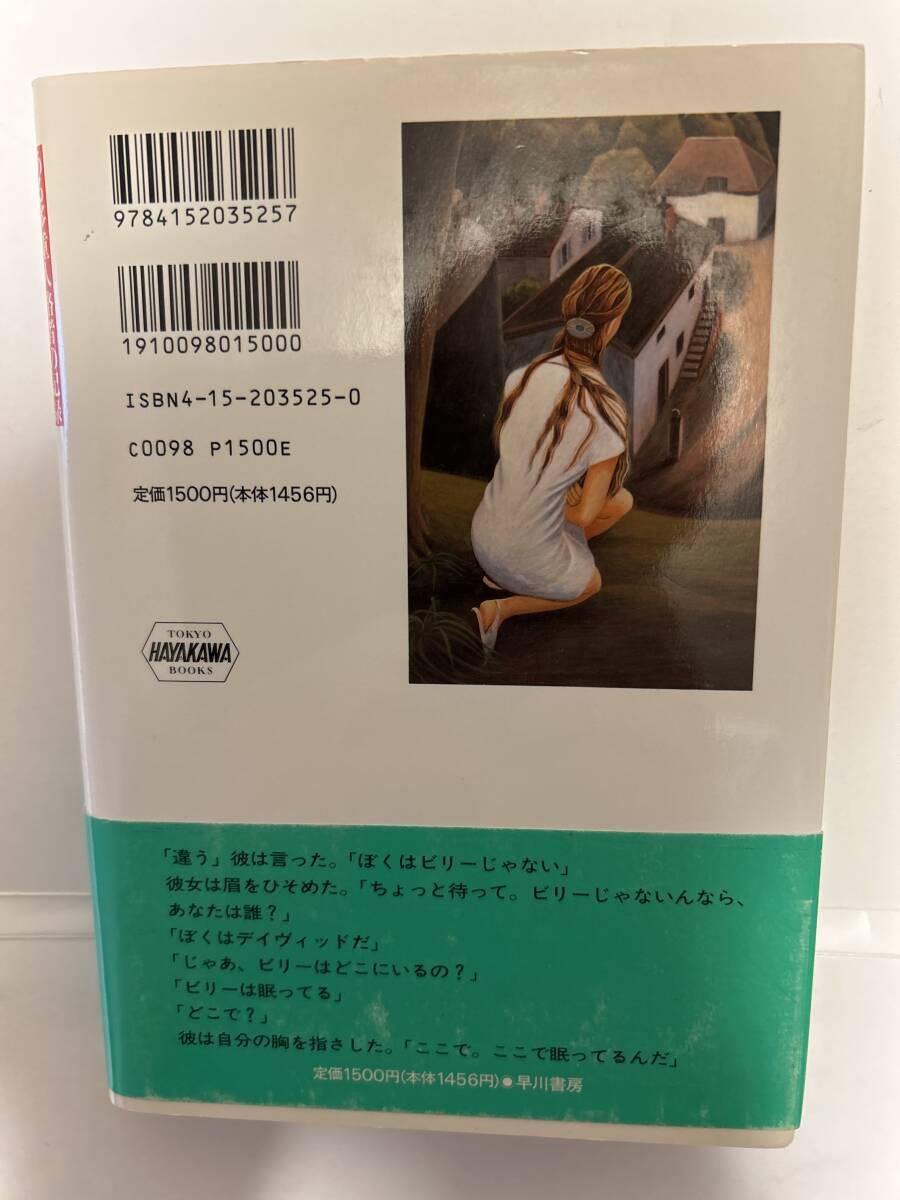 9784152035257
1910098015000
ISBN4-15-203525-0
C0098 P1500E
定価1500円(本体1456円)
TOKYO
HAYAKAWA
BOOKS
「違う」彼は言った。「ぼくはビリーじゃない」
彼女は眉をひそめた。「ちょっと待って。ビリーじゃないんなら、
あなたは誰？」
「ぼくはデイヴィッドだ」
「じゃあ、ビリーはどこにいるの？」
「ビリーは眠ってる」
「どこで？」
彼は自分の胸を指さした。「ここで。ここで眠ってるんだ」
定価1500円(本体1456円)●早川書房